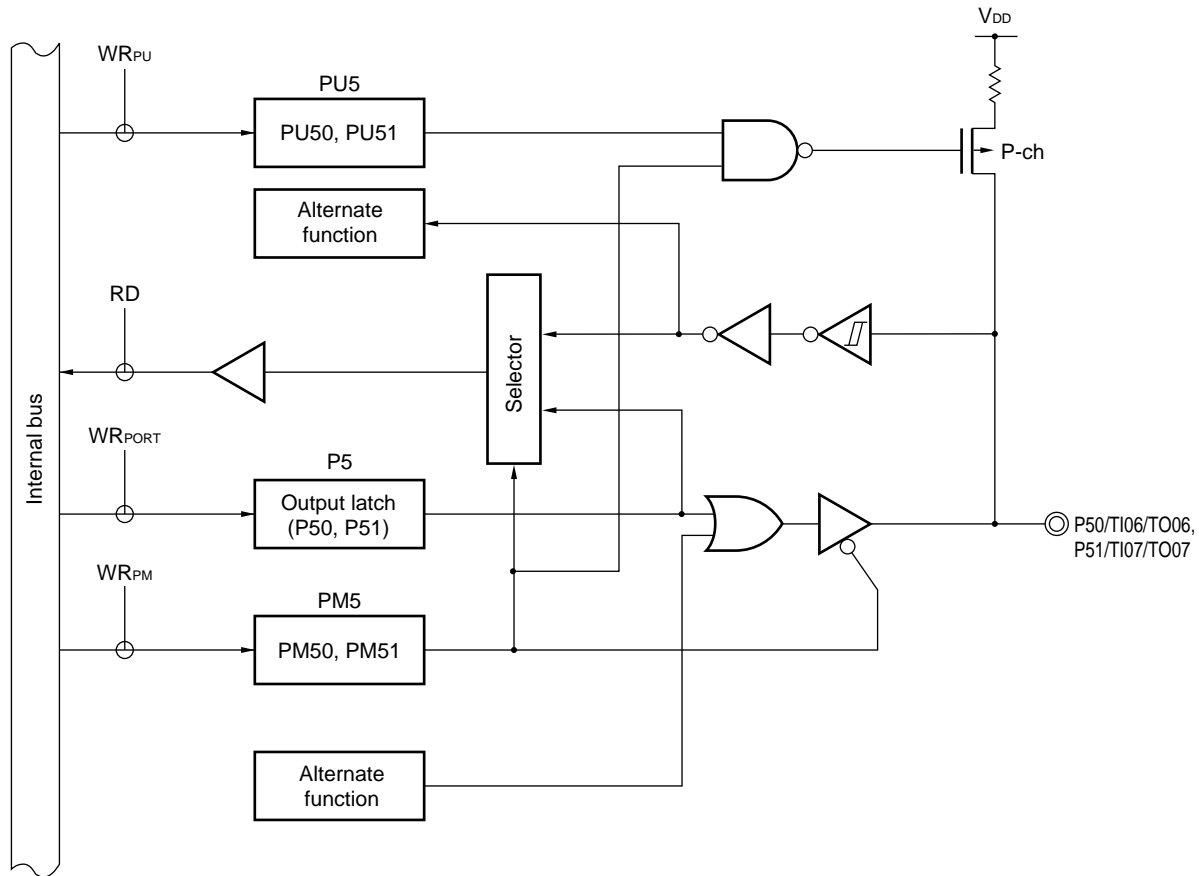 VDD
WRPU
PU5
PU50, PU51
P-ch
Alternate
function
RD
Selector
Internal bus
WRPORT
P5
Output latch
(P50, P51)
P50/TI06/TO06,
P51/TI07/TO07
WRPM
PM5
PM50, PM51
Alternate
function